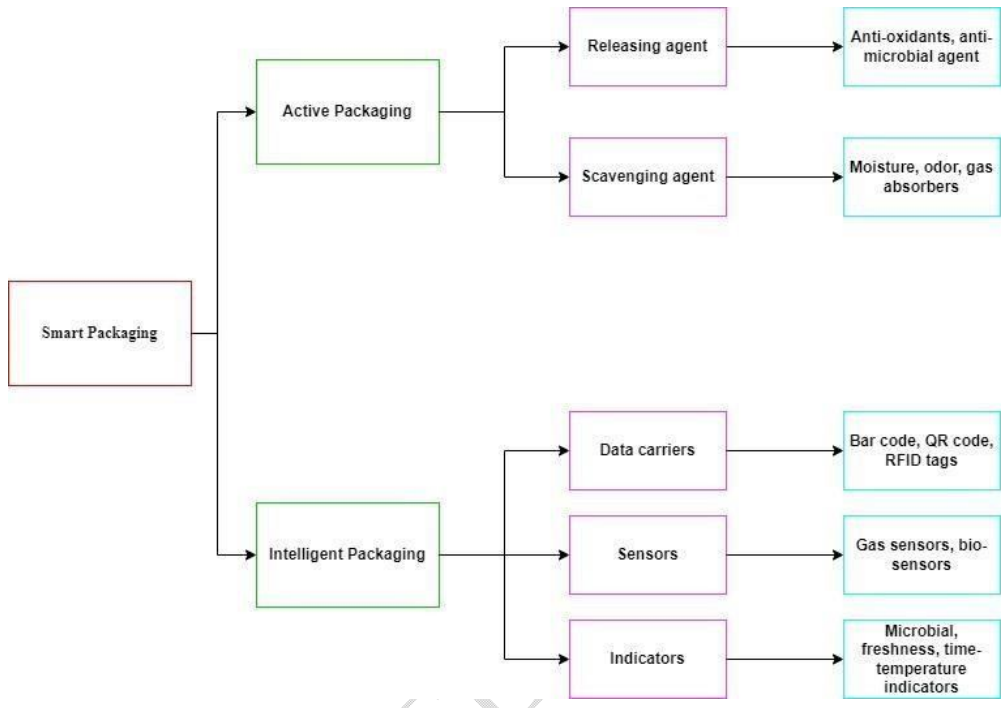 Releasing agent
Anti-oxidants, anti-
microbial agent
Active Packaging
Scavenging agent
Moisture, odor, gas
absorbers
Smart Packaging
Data carriers
Bar code, QR code,
RFID tags
Intelligent Packaging
Sensors
Gas sensors, bio-
sensors
Indicators
Microbial,
freshness, time-
temperature
indicators